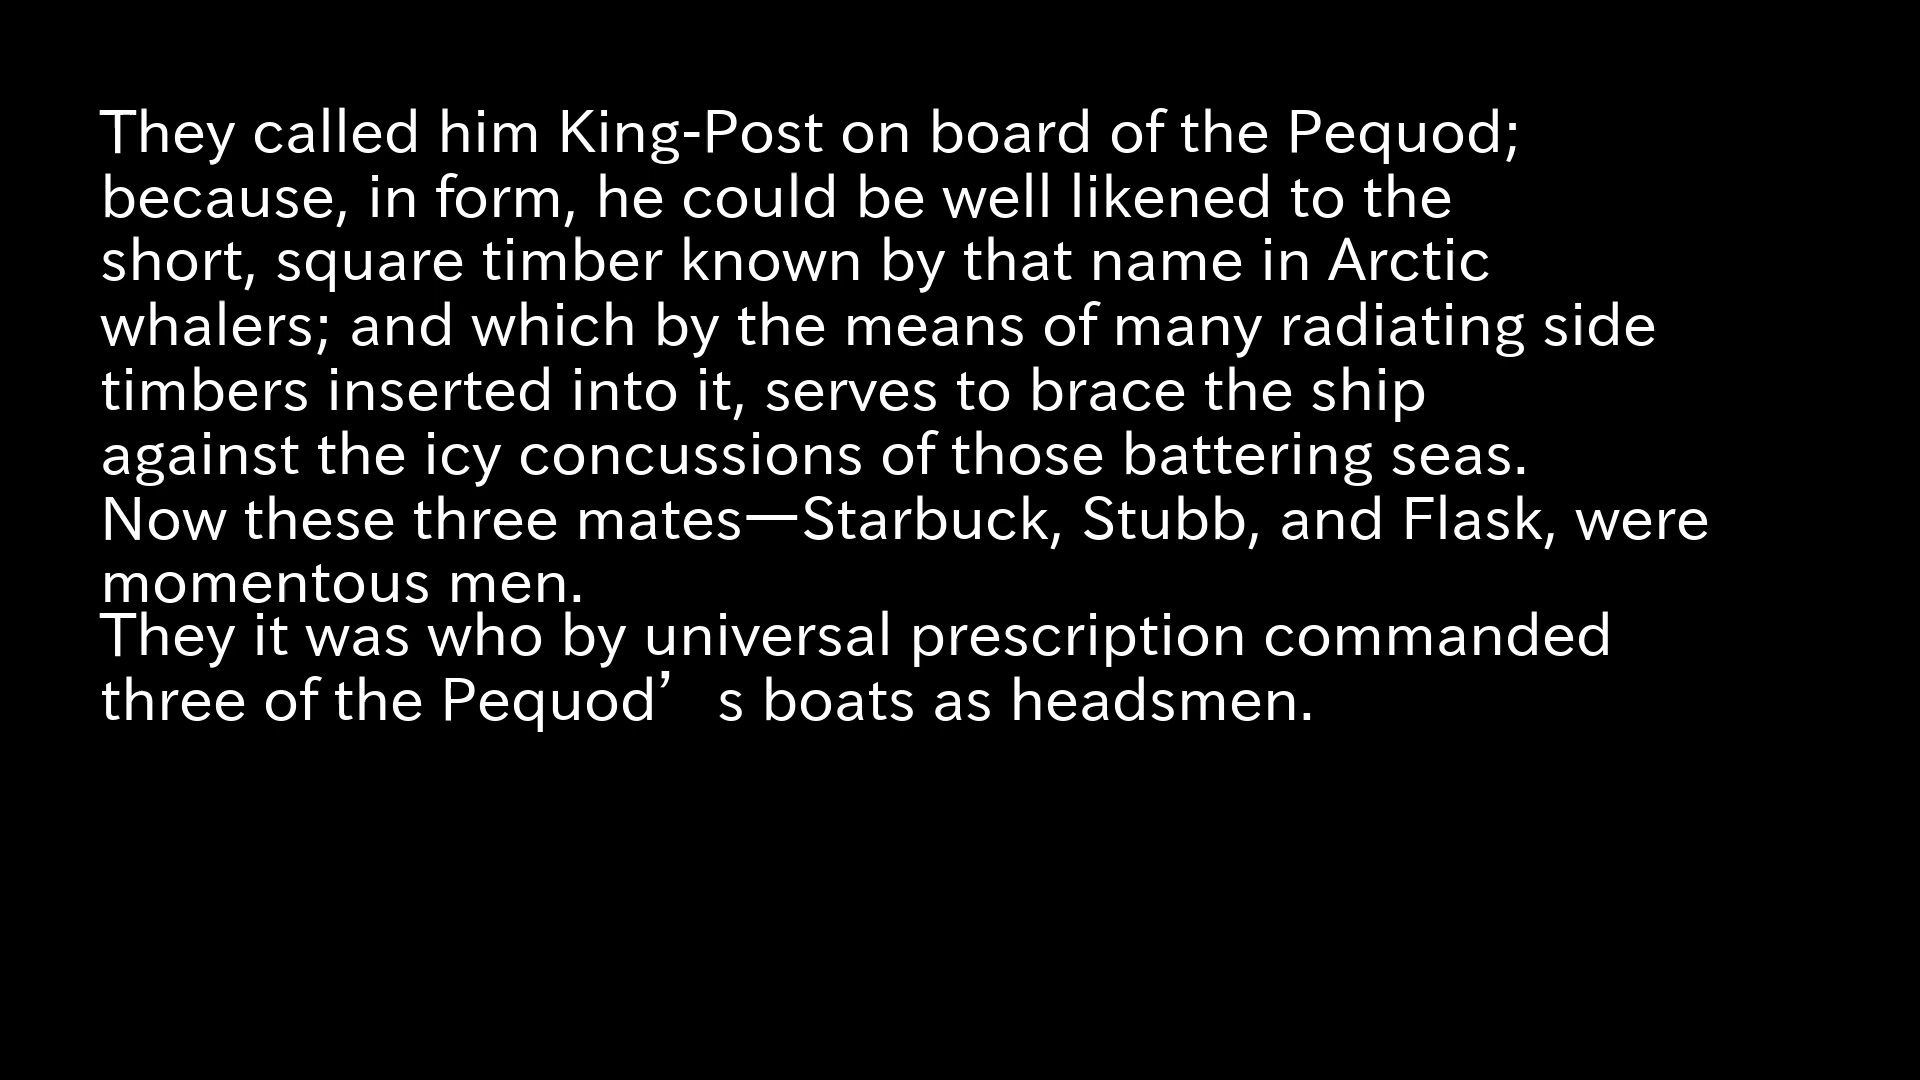 They called him King-Post on board of the Pequod;
because, in form, he could be well likened to the
short, square timber known by that name in Arctic
whalers; and which by the means of many radiating side
timbers inserted into it, serves to brace the ship
against the icy concussions of those battering seas.
Now these three mates—Starbuck, Stubb, and Flask, were
momentous men.
They it was who by universal prescription commanded
three of the Pequod’s boats as headsmen.